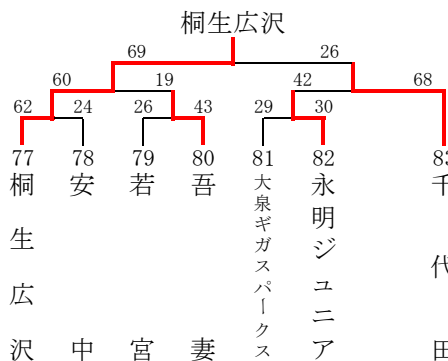 桐生広沢
69 26
60 19 42 68
62 24 26 43 29 30
77 78 79 80 81 82 83
桐生広沢
安中
若宮
吾妻
大泉ギガスパークス
永明ジュニア
千代田